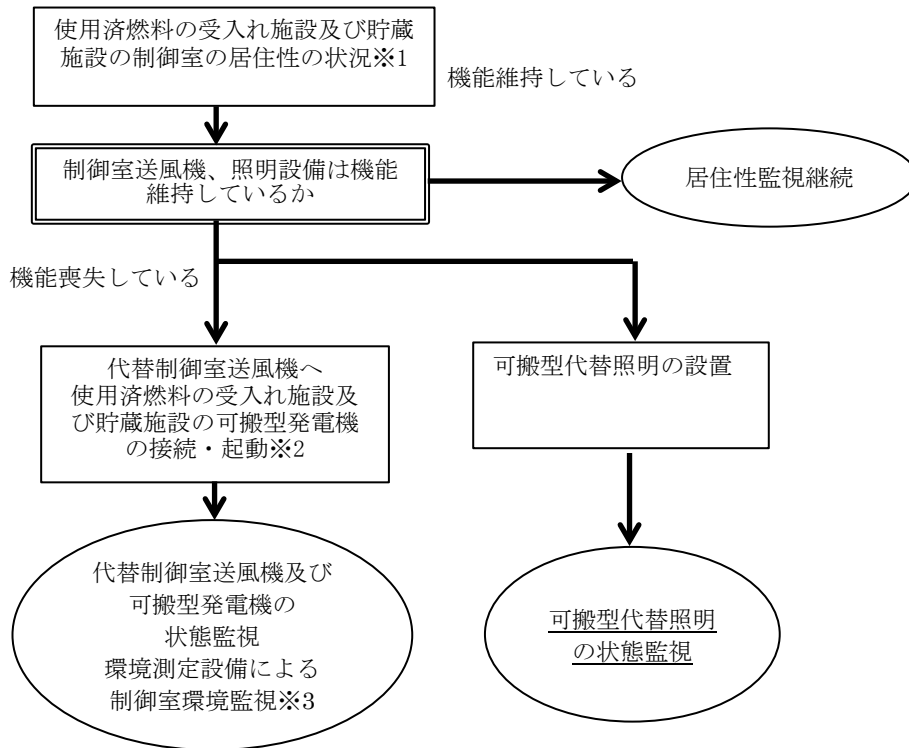 使用済燃料の受入れ施設及び貯蔵
施設の制御室の居住性の状況※1
機能維持している
制御室送風機、照明設備は機能
維持しているか
居住性監視継続
機能喪失している
代替制御室送風機へ
使用済燃料の受入れ施設及
び貯蔵施設の可搬型発電機
の接続・起動※2
可搬型代替照明の設置
代替制御室送風機及び
可搬型発電機の
状態監視
環境測定設備による
制御室環境監視※3
可搬型代替照明
の状態監視